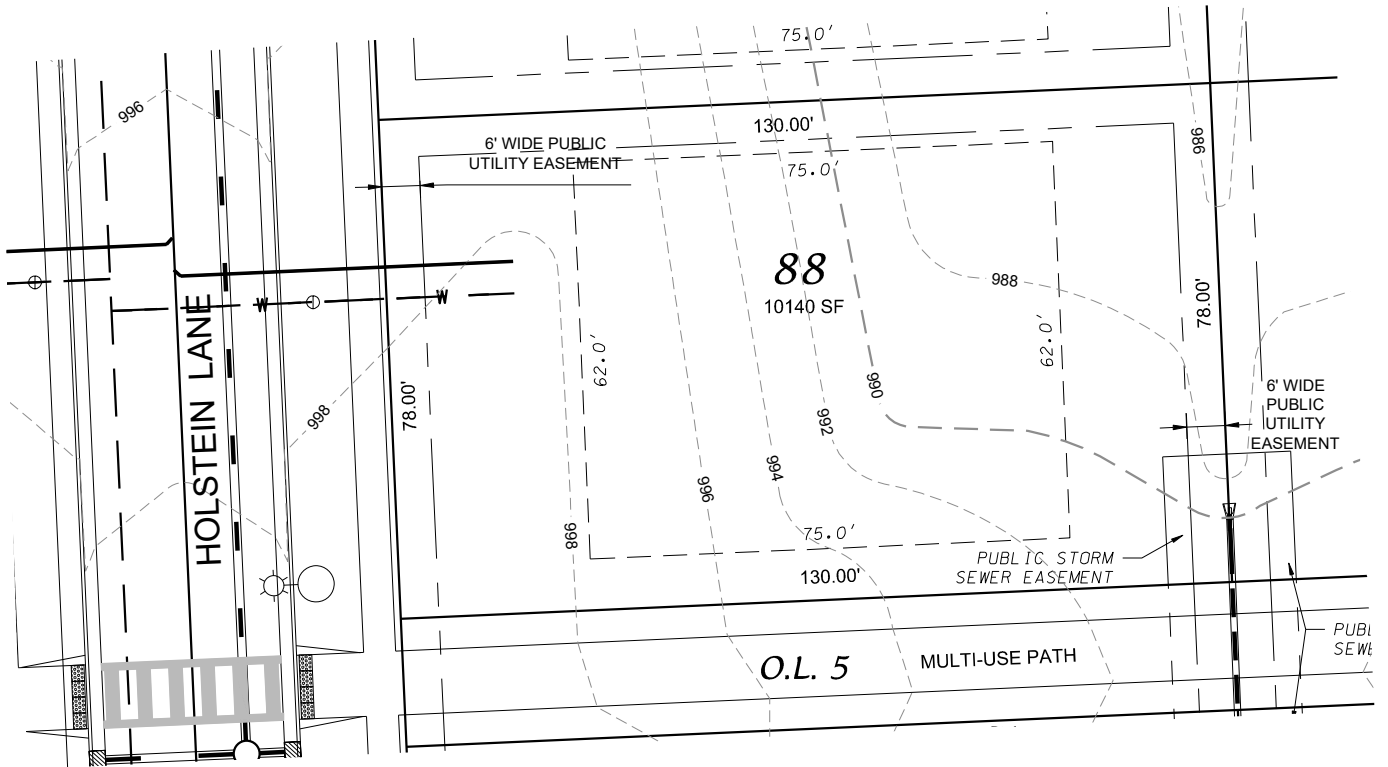 75.0'
996
130.00'
6' WIDE PUBLIC
UTILITY EASEMENT
75.0'
986
88
10140 SF
988
W
W
HOLSTEIN LANE
78.00'
62.0'
62.0'
78.00'
990
6' WIDE
PUBLIC
UTILITY
EASEMENT
998
992
994
996
998
75.0'
130.00'
PUBLIC STORM
SEWER EASEMENT
O.L. 5
MULTI-USE PATH